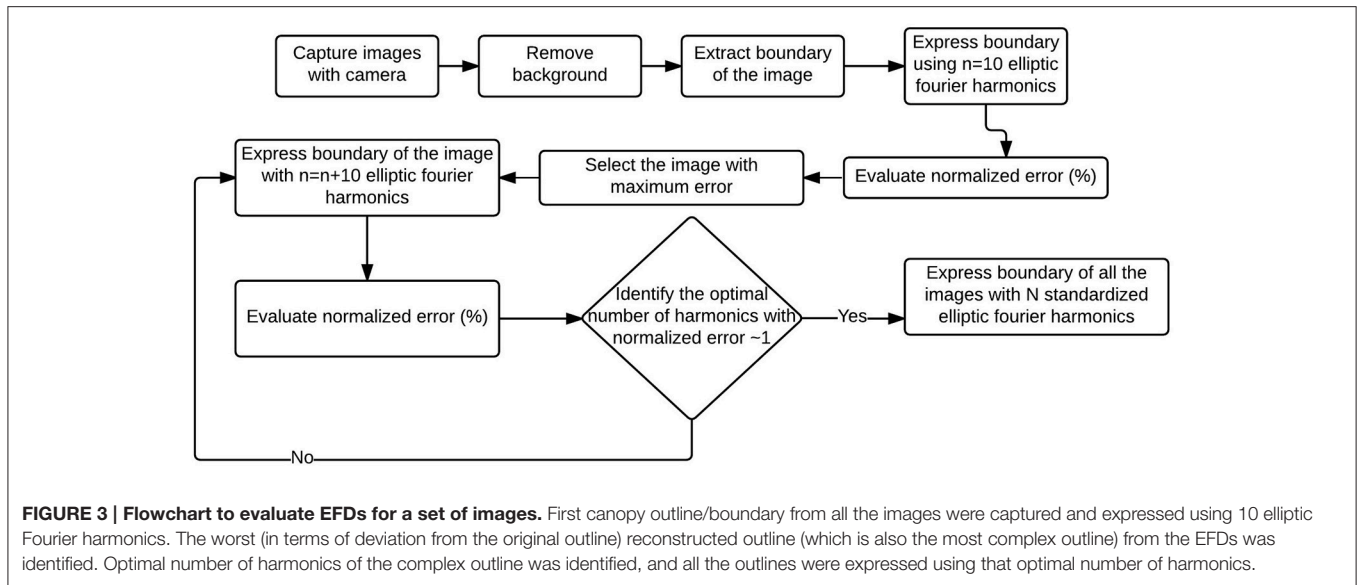 Capture images
with camera
Remove
background
Extract boundary
of the image
Express boundary
using n=10 elliptic
fourier harmonics
Evaluate normalized error (%)
Select the image with
maximum error
Express boundary of the image
with n=n+10 elliptic fourier
harmonics
Evaluate normalized error (%)
Identify the optimal
number of harmonics with
normalized error ~1
Yes
Express boundary of all the
images with N standardized
elliptic fourier harmonics
No
FIGURE 3 | Flowchart to evaluate EFDs for a set of images. First canopy outline/boundary from all the images were captured and expressed using 10 elliptic
Fourier harmonics. The worst (in terms of deviation from the original outline) reconstructed outline (which is also the most complex outline) from the EFDs was
identified. Optimal number of harmonics of the complex outline was identified, and all the outlines were expressed using that optimal number of harmonics.